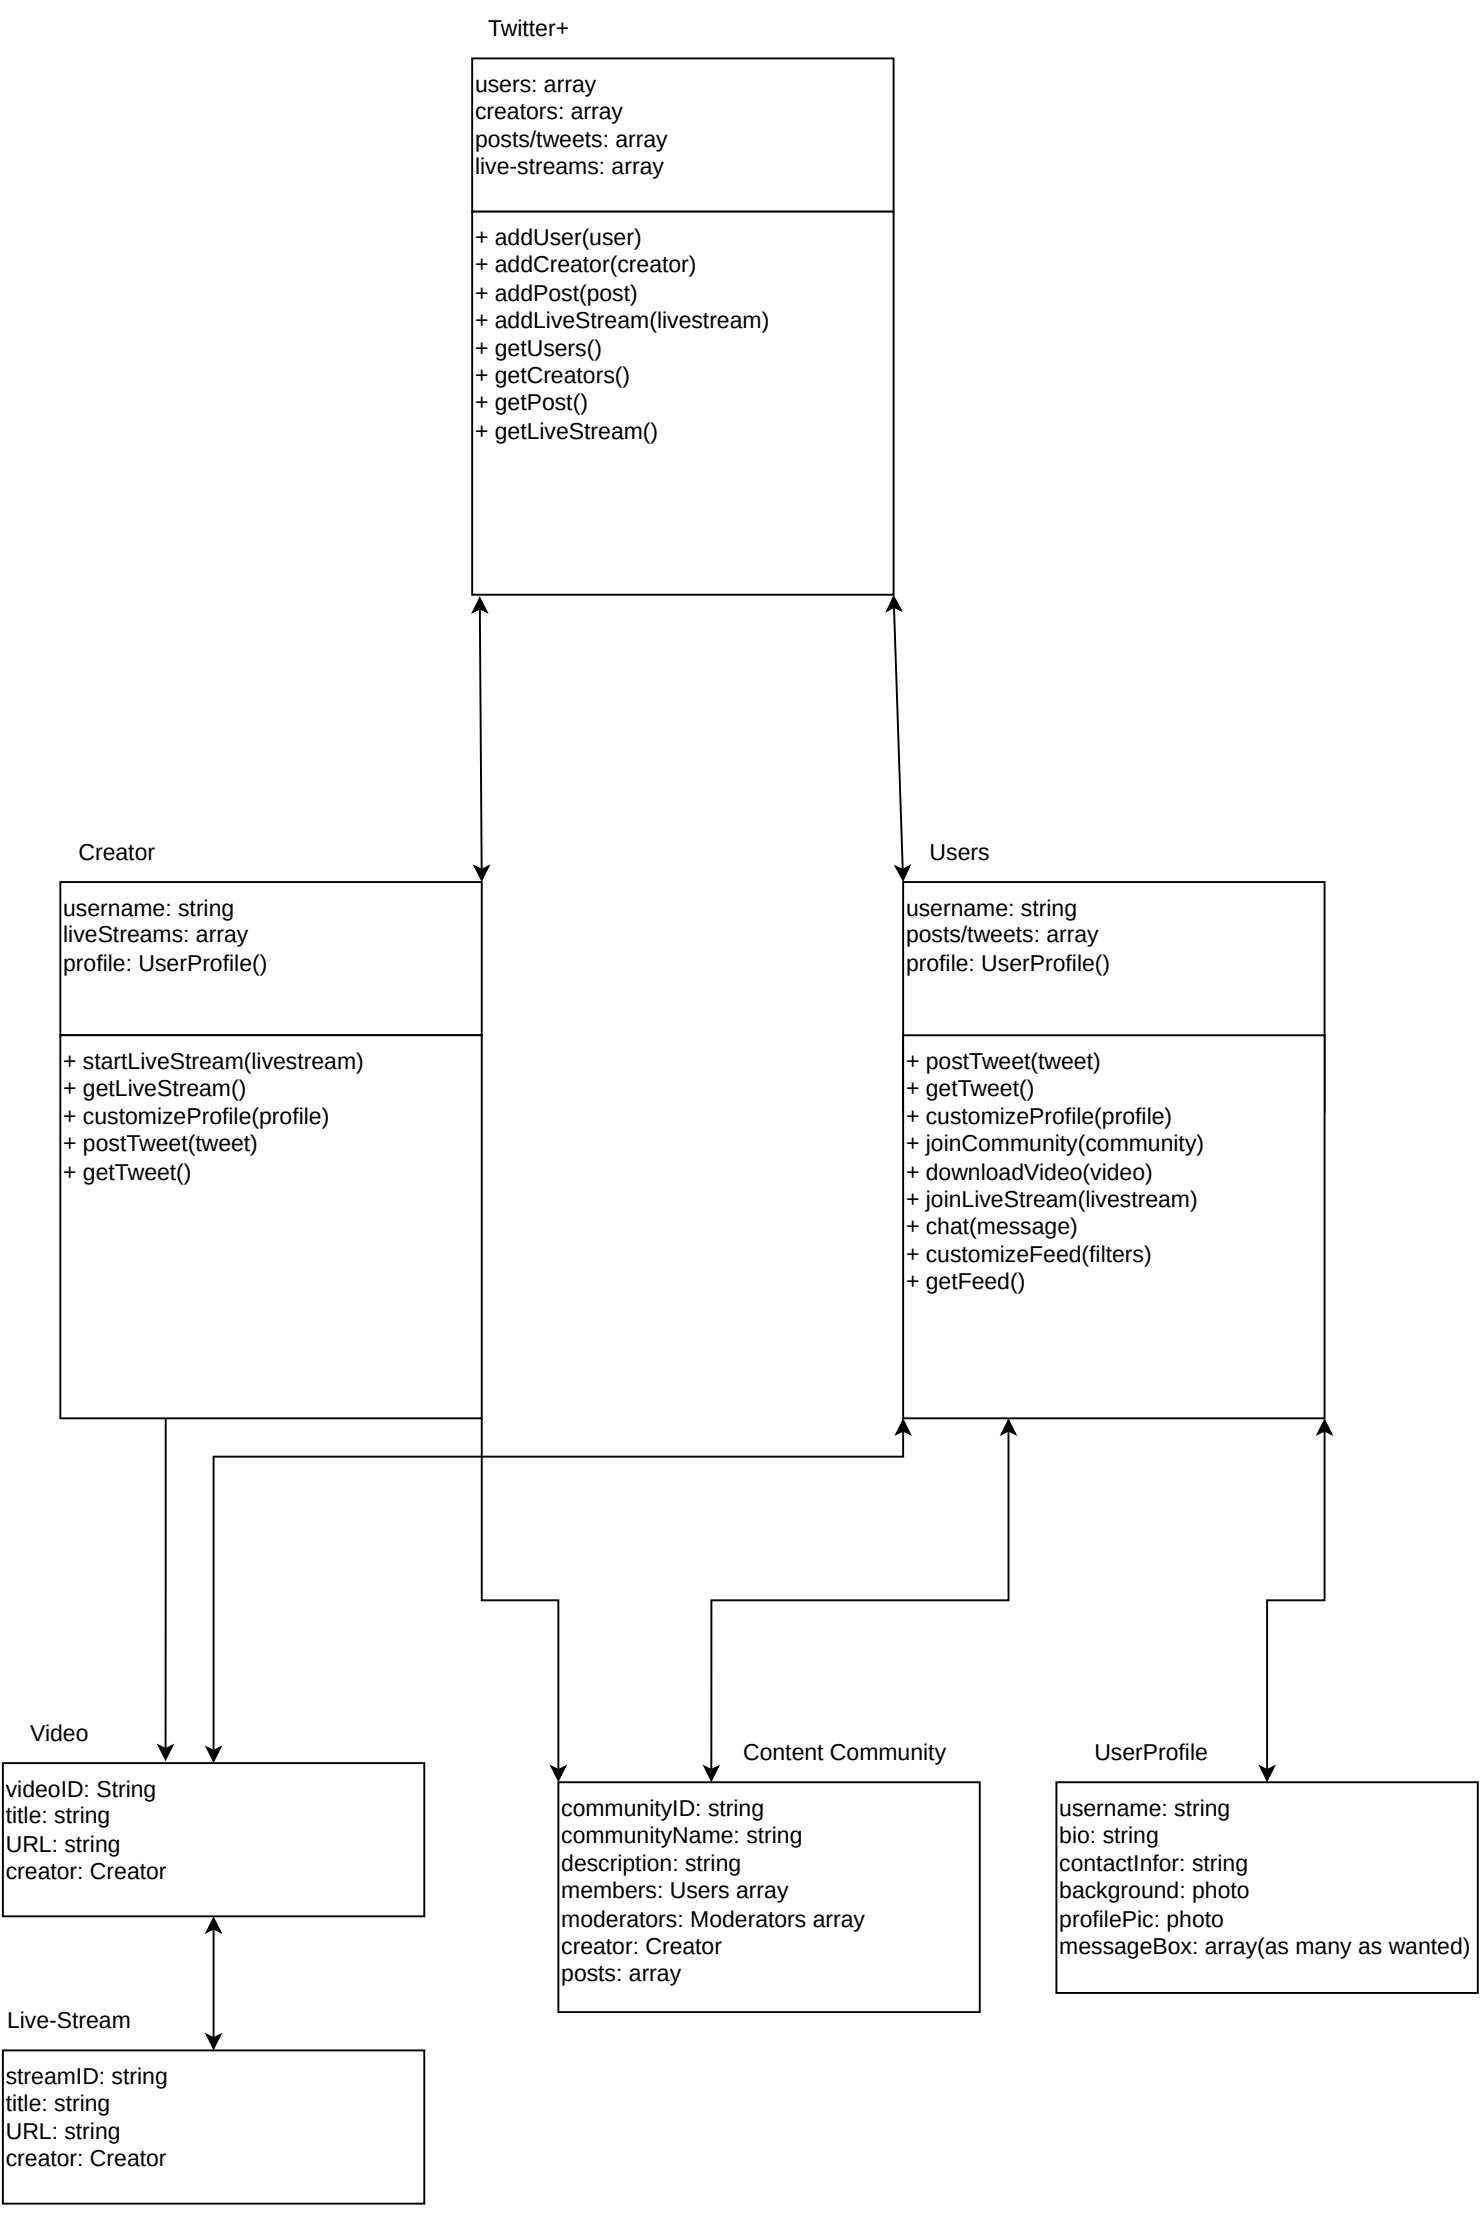 Twitter+
users: array
creators: array
posts/tweets: array
live-streams: array
+ addUser(user)
+ addCreator(creator)
+ addPost(post)
+ addLiveStream(livestream)
+ getUsers()
+ getCreators()
+ getPost()
+ getLiveStream()
Creator
username: string
liveStreams: array
profile: UserProfile()
+ startLiveStream(livestream)
+ getLiveStream()
+ customizeProfile(profile)
+ postTweet(tweet)
+ getTweet()
Users
username: string
posts/tweets: array
profile: UserProfile()
+ postTweet(tweet)
+ getTweet()
+ customizeProfile(profile)
+ joinCommunity(community)
+ downloadVideo(video)
+ joinLiveStream(livestream)
+ chat(message)
+ customizeFeed(filters)
+ getFeed()
Video
videoID: String
title: string
URL: string
creator: Creator
Content Community
communityID: string
communityName: string
description: string
members: Users array
moderators: Moderators array
creator: Creator
posts: array
UserProfile
username: string
bio: string
contactInfor: string
background: photo
profilePic: photo
messageBox: array(as many as wanted)
Live-Stream
streamID: string
title: string
URL: string
creator: Creator